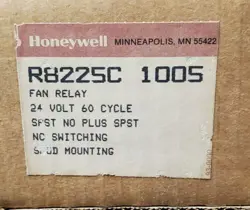 Honeywell MINNEAPOLIS, MN 55422
R8225C 1005
FAN RELAY
24 VOLT 60 CYCLE
SPST NO PLUS SPST
NC SWITCHING
SPUD MOUNTING